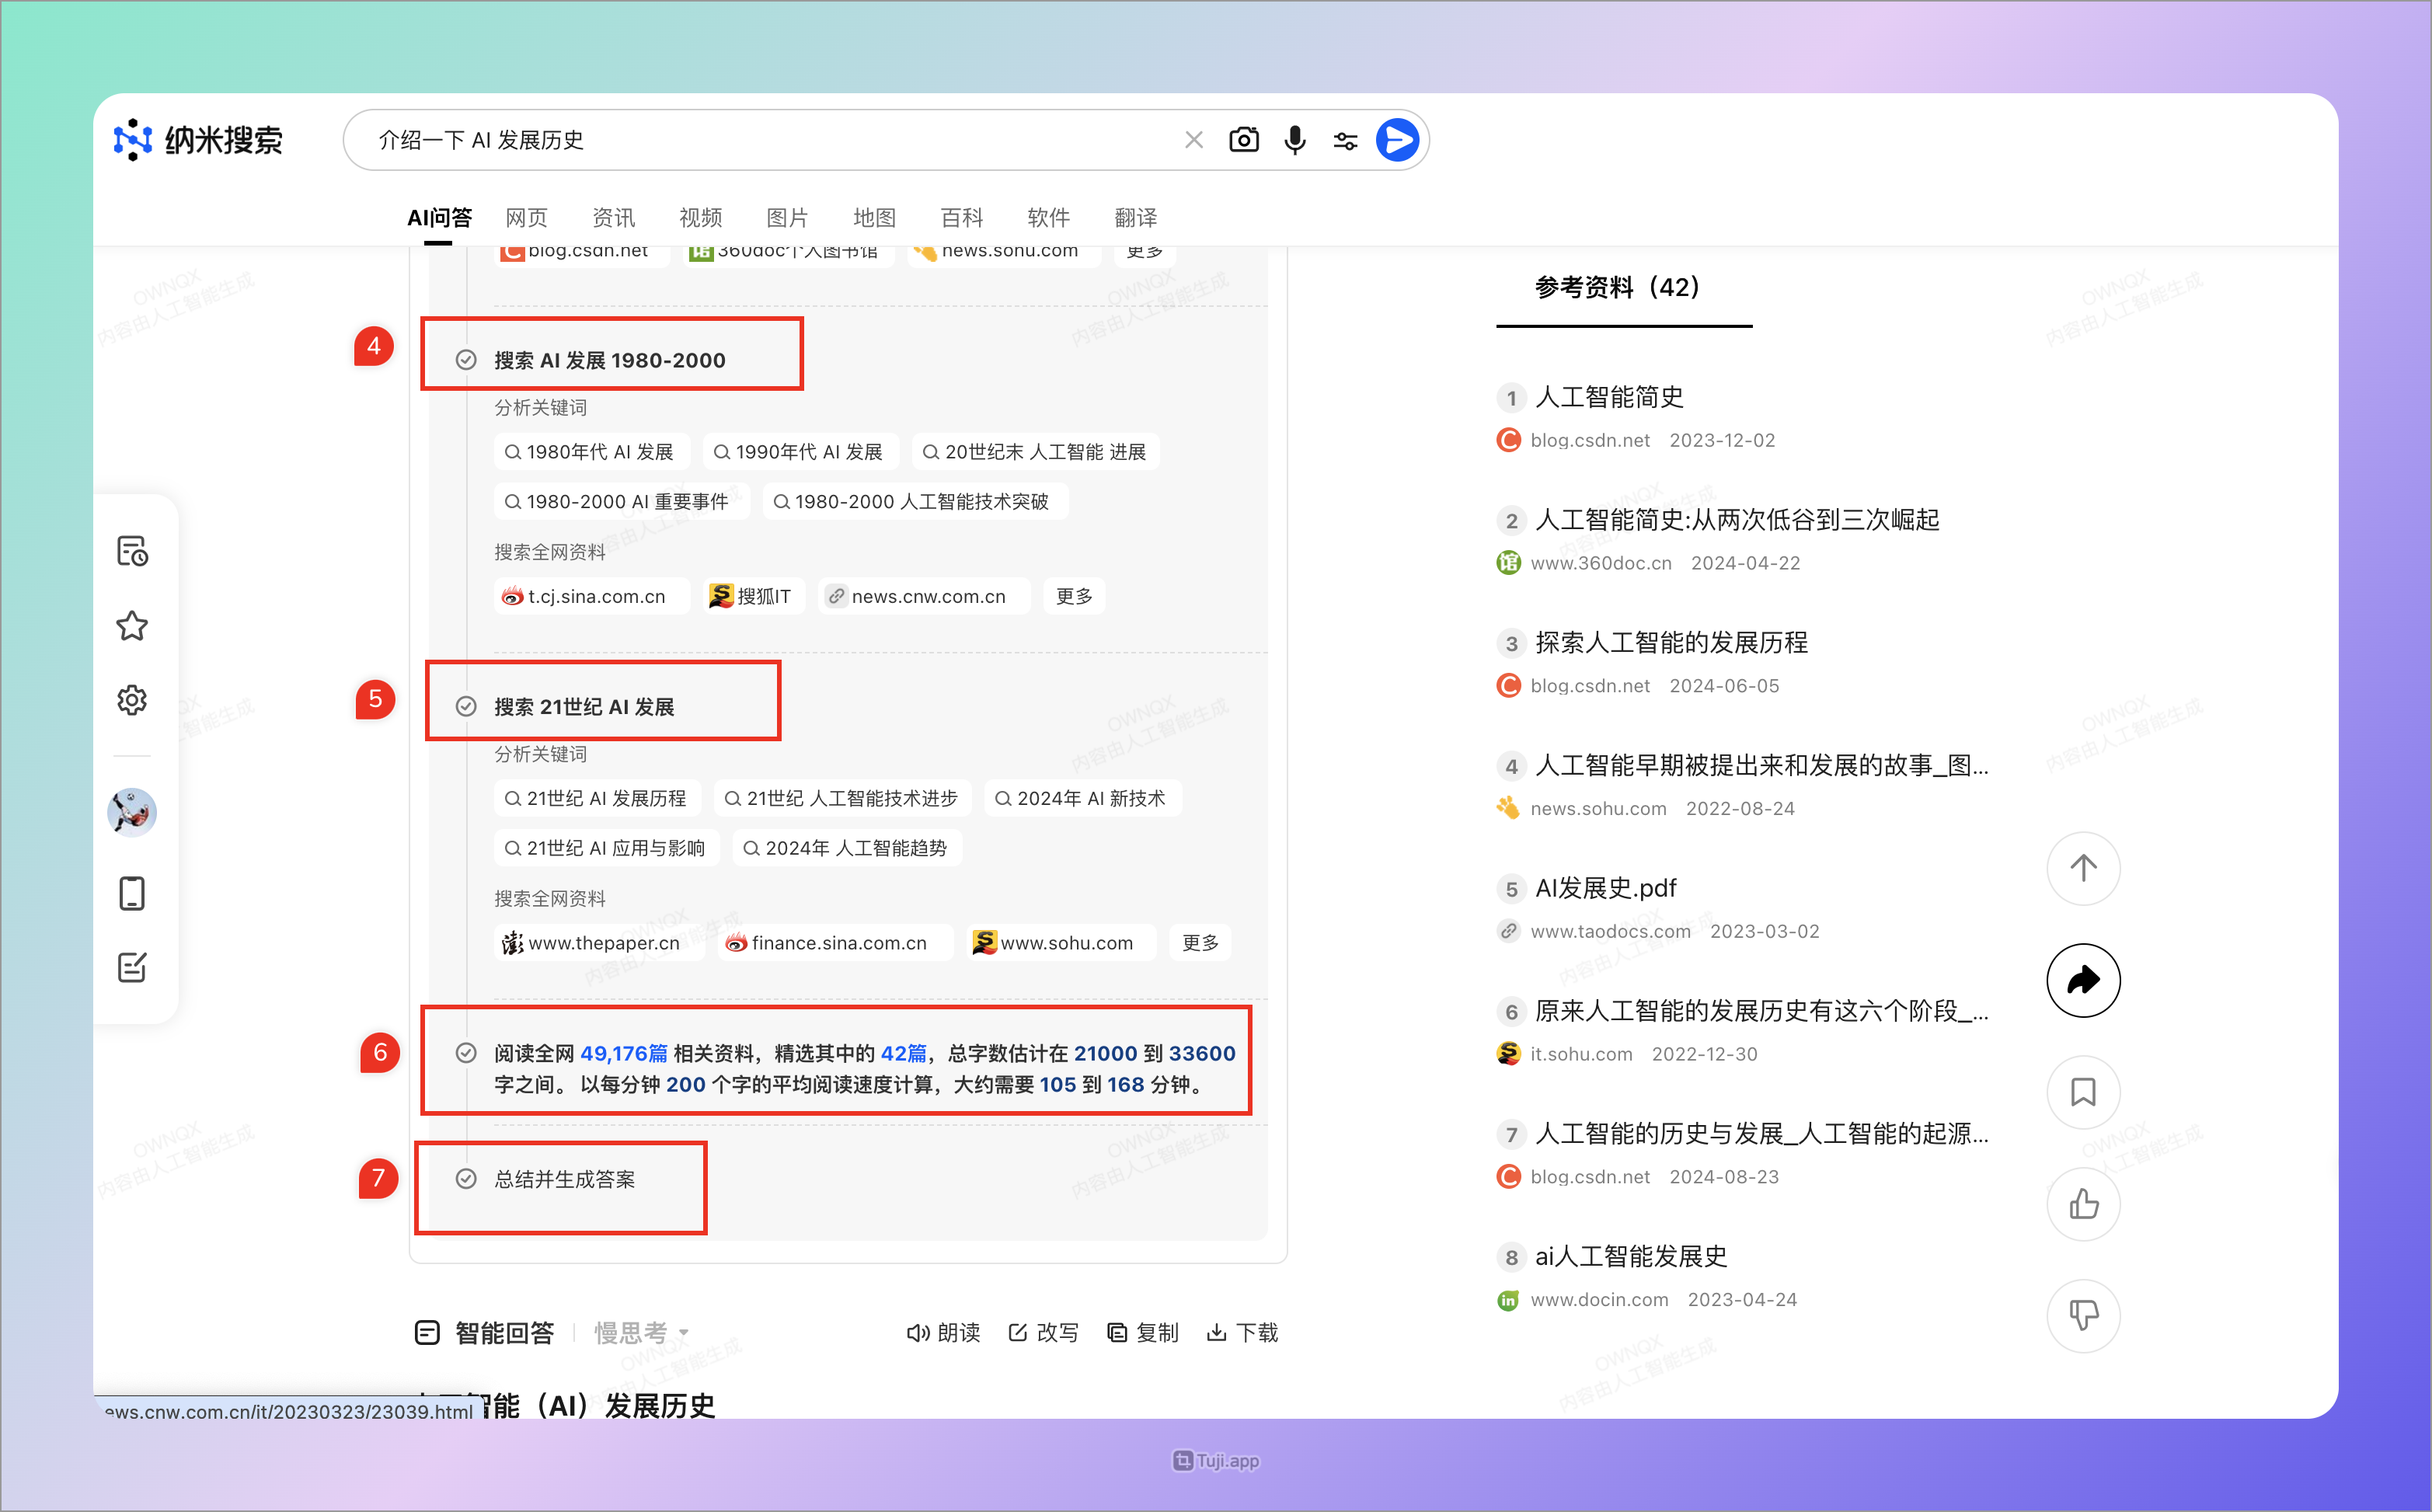 纳米搜索
介绍一下 AI 发展历史
AI问答 网页 资讯 视频 图片 地图 百科 软件 翻译
blog.csdn.net 360doc个人图书馆 news.sohu.com 更多
4
搜索 AI 发展 1980-2000
分析关键词
1980年代 AI 发展 1990年代 AI 发展 20世纪末 人工智能 进展
1980-2000 AI 重要事件 1980-2000 人工智能技术突破
搜索全网资料
t.cj.sina.com.cn 搜狐IT news.cnw.com.cn 更多
5
搜索 21世纪 AI 发展
分析关键词
21世纪 AI 发展历程 21世纪 人工智能技术进步 2024年 AI 新技术
21世纪 AI 应用与影响 2024年 人工智能趋势
搜索全网资料
www.thepaper.cn finance.sina.com.cn www.sohu.com 更多
6
阅读全网 49,176篇 相关资料，精选其中的 42篇，总字数估计在 21000 到 33600
字之间。 以每分钟 200 个字的平均阅读速度计算，大约需要 105 到 168 分钟。
7
总结并生成答案
智能回答 慢思考 朗读 改写 复制 下载
智能（AI）发展历史
ews.cnw.com.cn/it/20230323/23039.html
参考资料（42）
1 人工智能简史
blog.csdn.net 2023-12-02
2 人工智能简史:从两次低谷到三次崛起
www.360doc.cn 2024-04-22
3 探索人工智能的发展历程
blog.csdn.net 2024-06-05
4 人工智能早期被提出来和发展的故事_图...
news.sohu.com 2022-08-24
5 AI发展史.pdf
www.taodocs.com 2023-03-02
6 原来人工智能的发展历史有这六个阶段_...
it.sohu.com 2022-12-30
7 人工智能的历史与发展_人工智能的起源...
blog.csdn.net 2024-08-23
8 ai人工智能发展史
www.docin.com 2023-04-24
OWNQX
内容由人工智能生成
Tuji.app